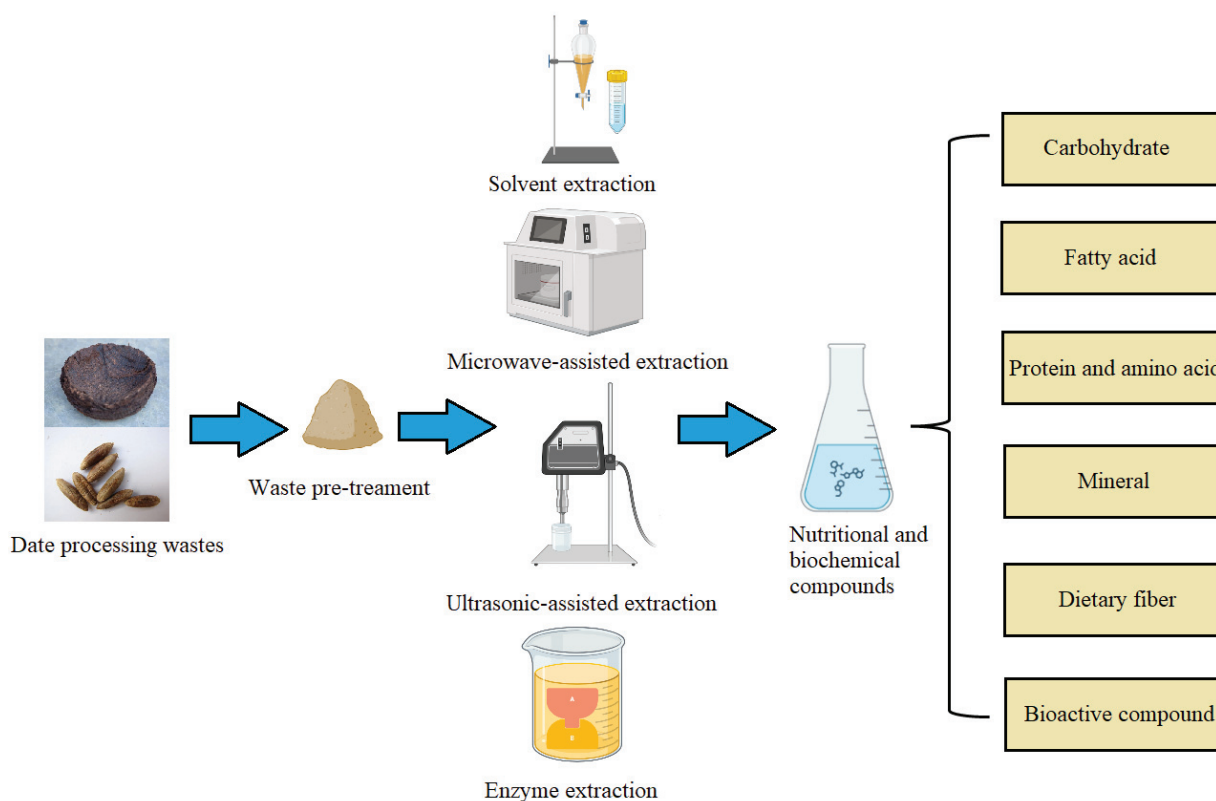 Solvent extraction
Microwave-assisted extraction
Ultrasonic-assisted extraction
Enzyme extraction
Date processing wastes
Waste pre-treament
Nutritional and
biochemical
compounds
Carbohydrate
Fatty acid
Protein and amino acid
Mineral
Dietary fiber
Bioactive compound
A
B